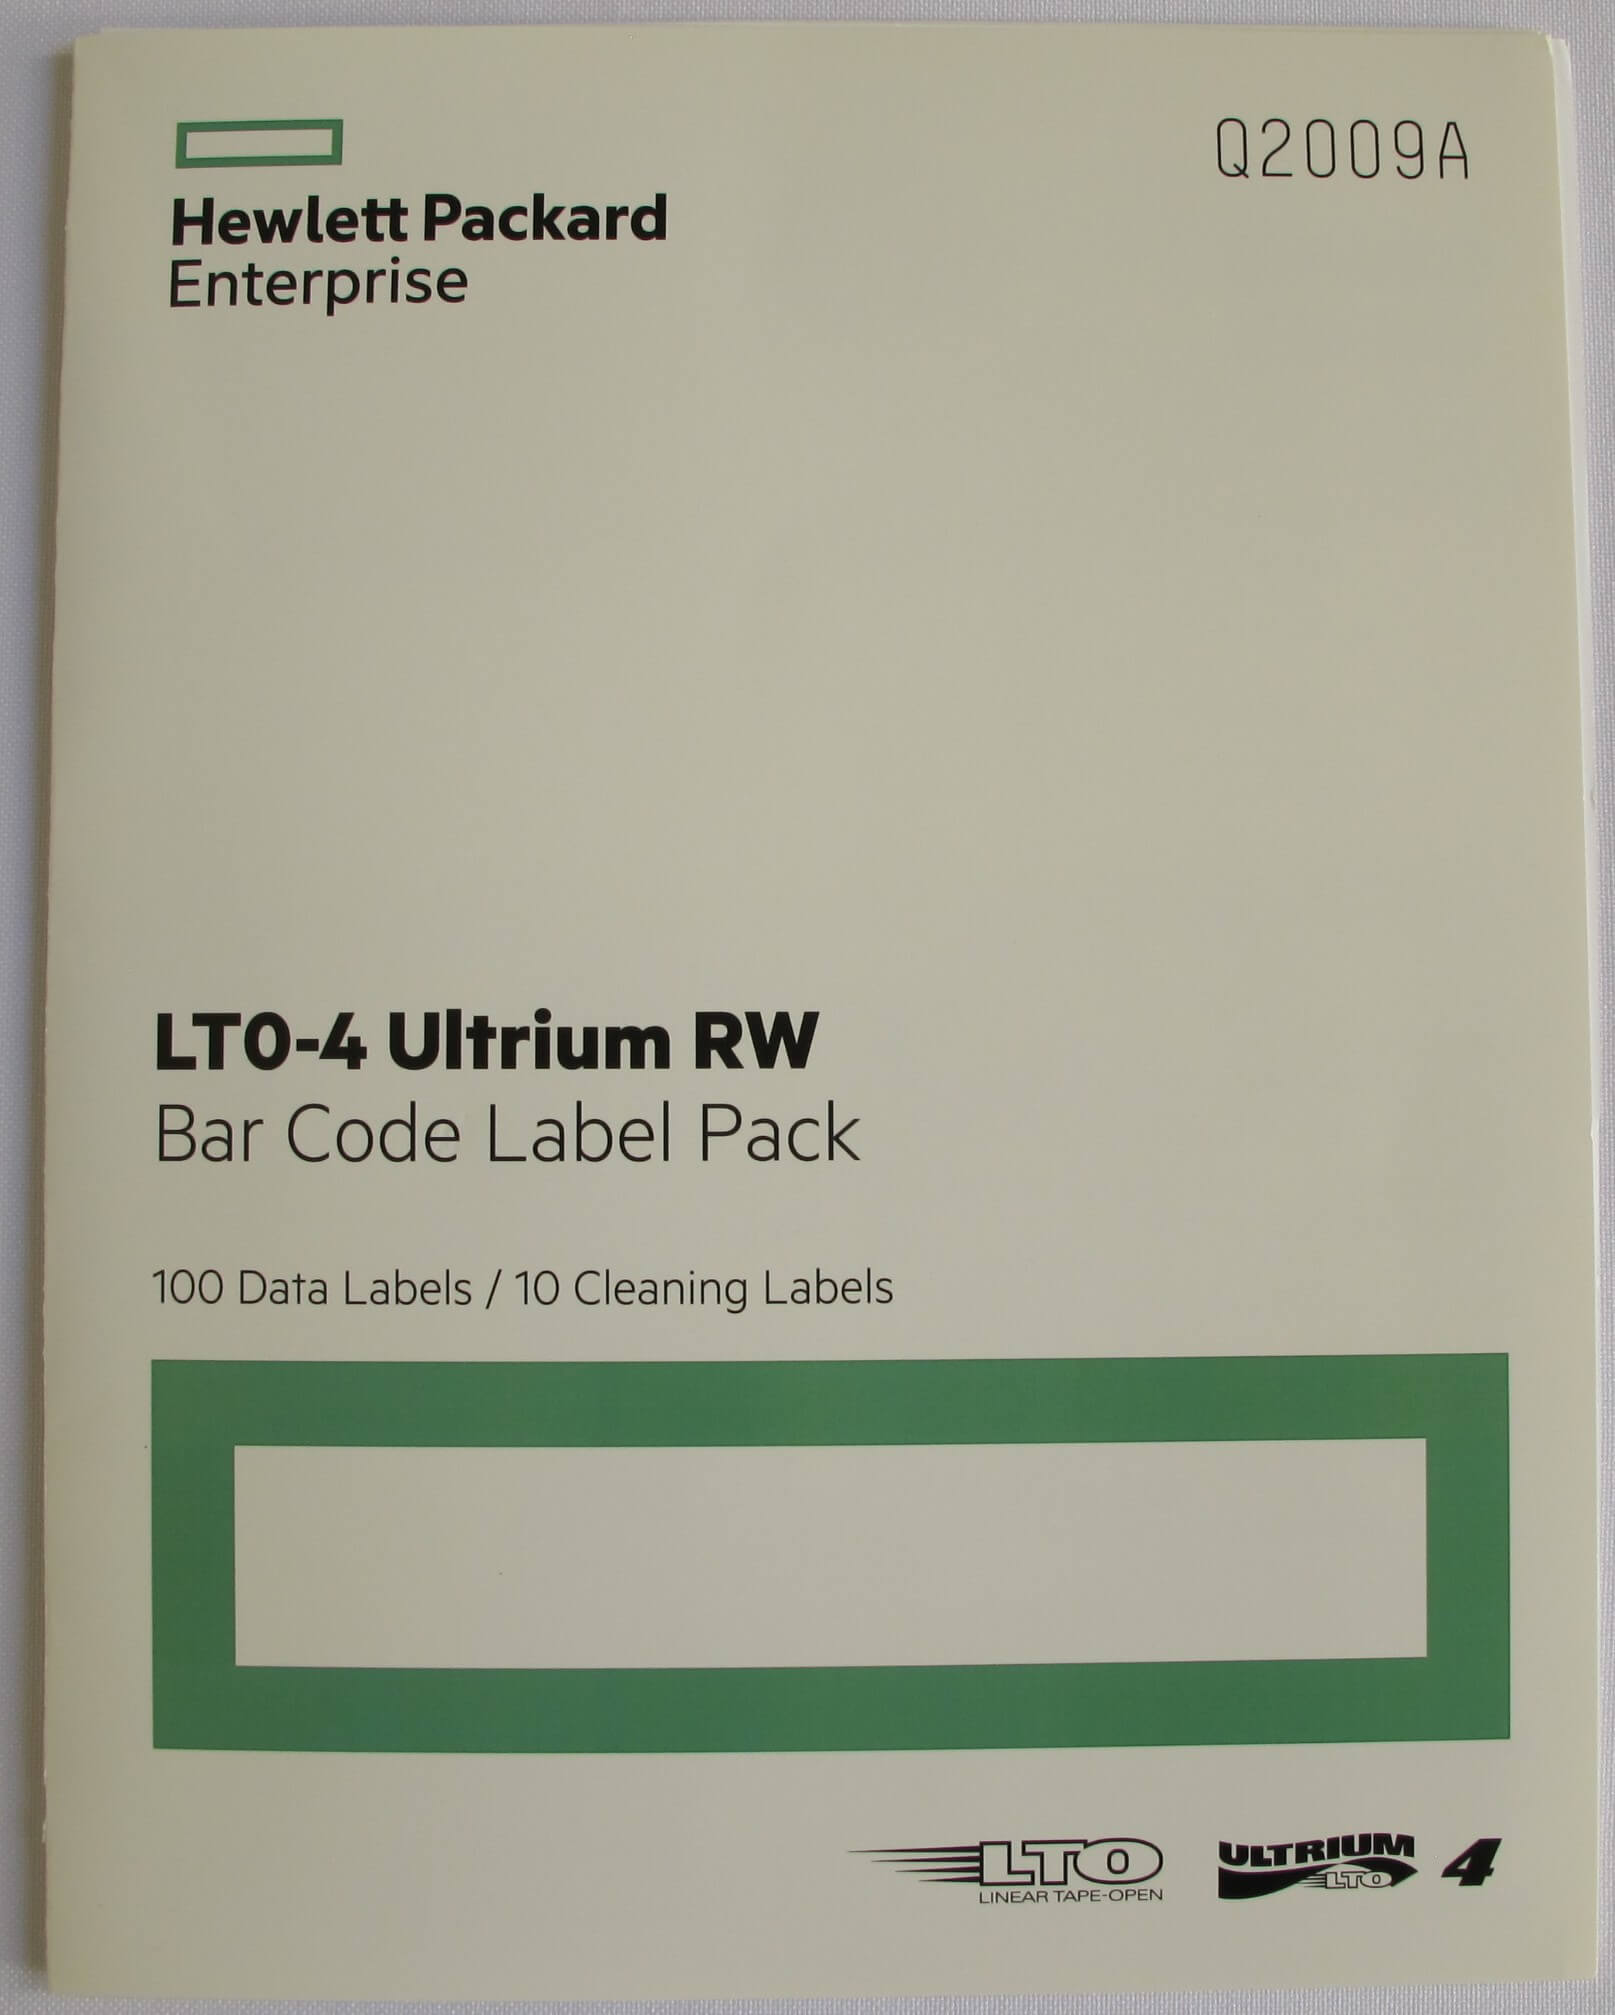 Q2009A
Hewlett Packard
Enterprise
LTO-4 Ultrium RW
Bar Code Label Pack
100 Data Labels / 10 Cleaning Labels
LTO
LINEAR TAPE-OPEN
ULTRIUM
LTO
4